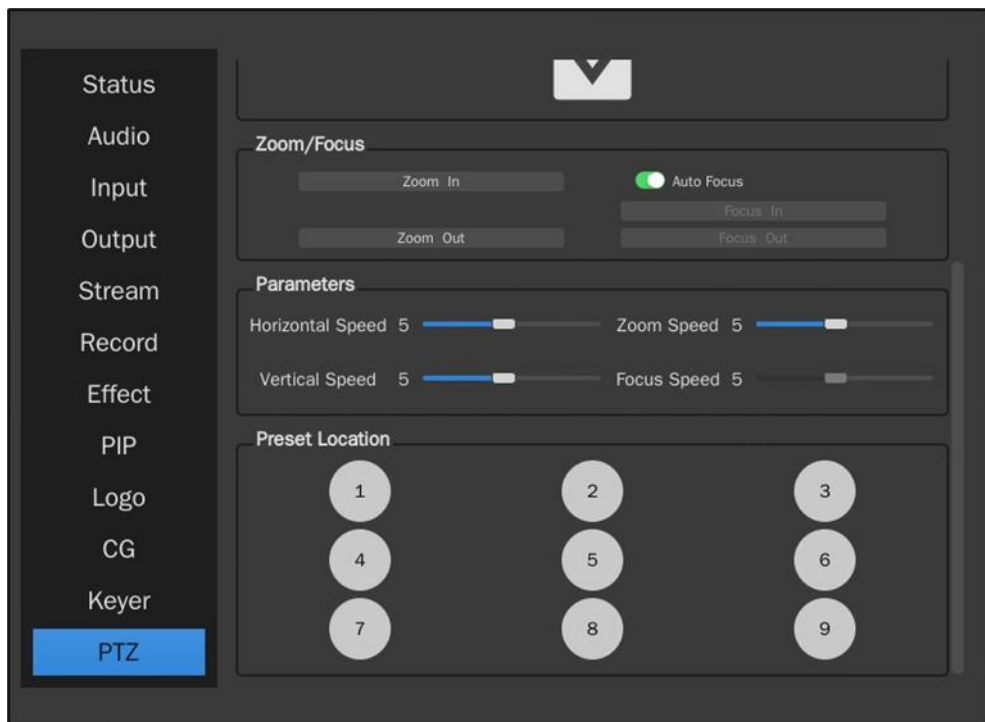 Status
Audio
Input
Output
Stream
Record
Effect
PIP
Logo
CG
Keyer
PTZ
Zoom/Focus
Zoom In
Auto Focus
Focus In
Zoom Out
Focus Out
Parameters
Horizontal Speed 5
Zoom Speed 5
Vertical Speed 5
Focus Speed 5
Preset Location
1 2 3
4 5 6
7 8 9